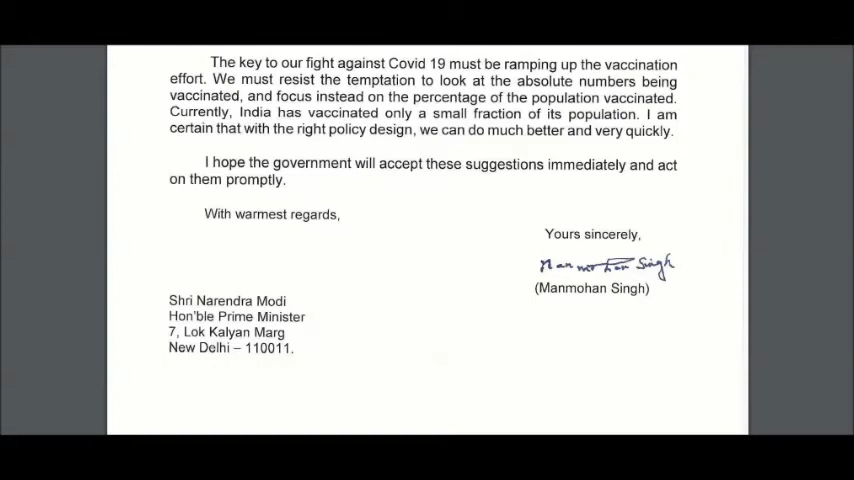 The key to our fight against Covid 19 must be ramping up the vaccination
effort. We must resist the temptation to look at the absolute numbers being
vaccinated, and focus instead on the percentage of the population vaccinated.
Currently, India has vaccinated only a small fraction of its population. I am
certain that with the right policy design, we can do much better and very quickly.
I hope the government will accept these suggestions immediately and act
on them promptly.
With warmest regards,
Yours sincerely,
Manmohan Singh
(Manmohan Singh)
Shri Narendra Modi
Hon'ble Prime Minister
7, Lok Kalyan Marg
New Delhi – 110011.